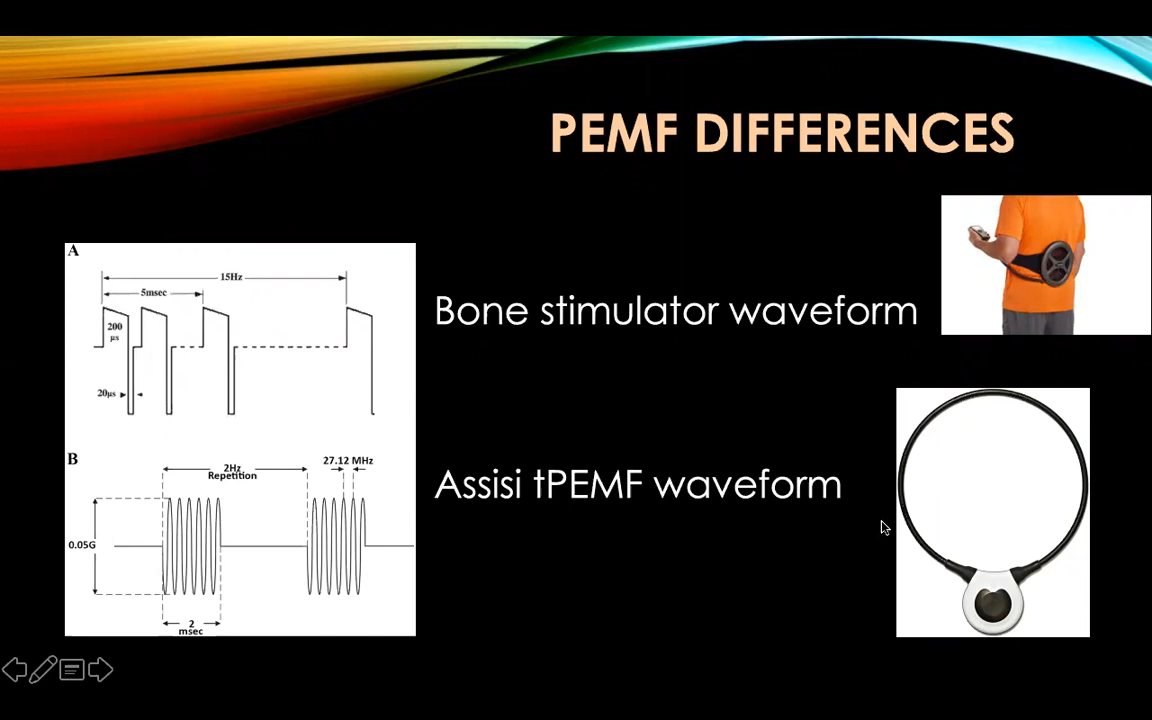 PEMF DIFFERENCES
A
15Hz
5msec
200
µs
20µs
Bone stimulator waveform
B
2Hz
Repetition
27.12 MHz
0.05G
2
msec
Assisi tPEMF waveform